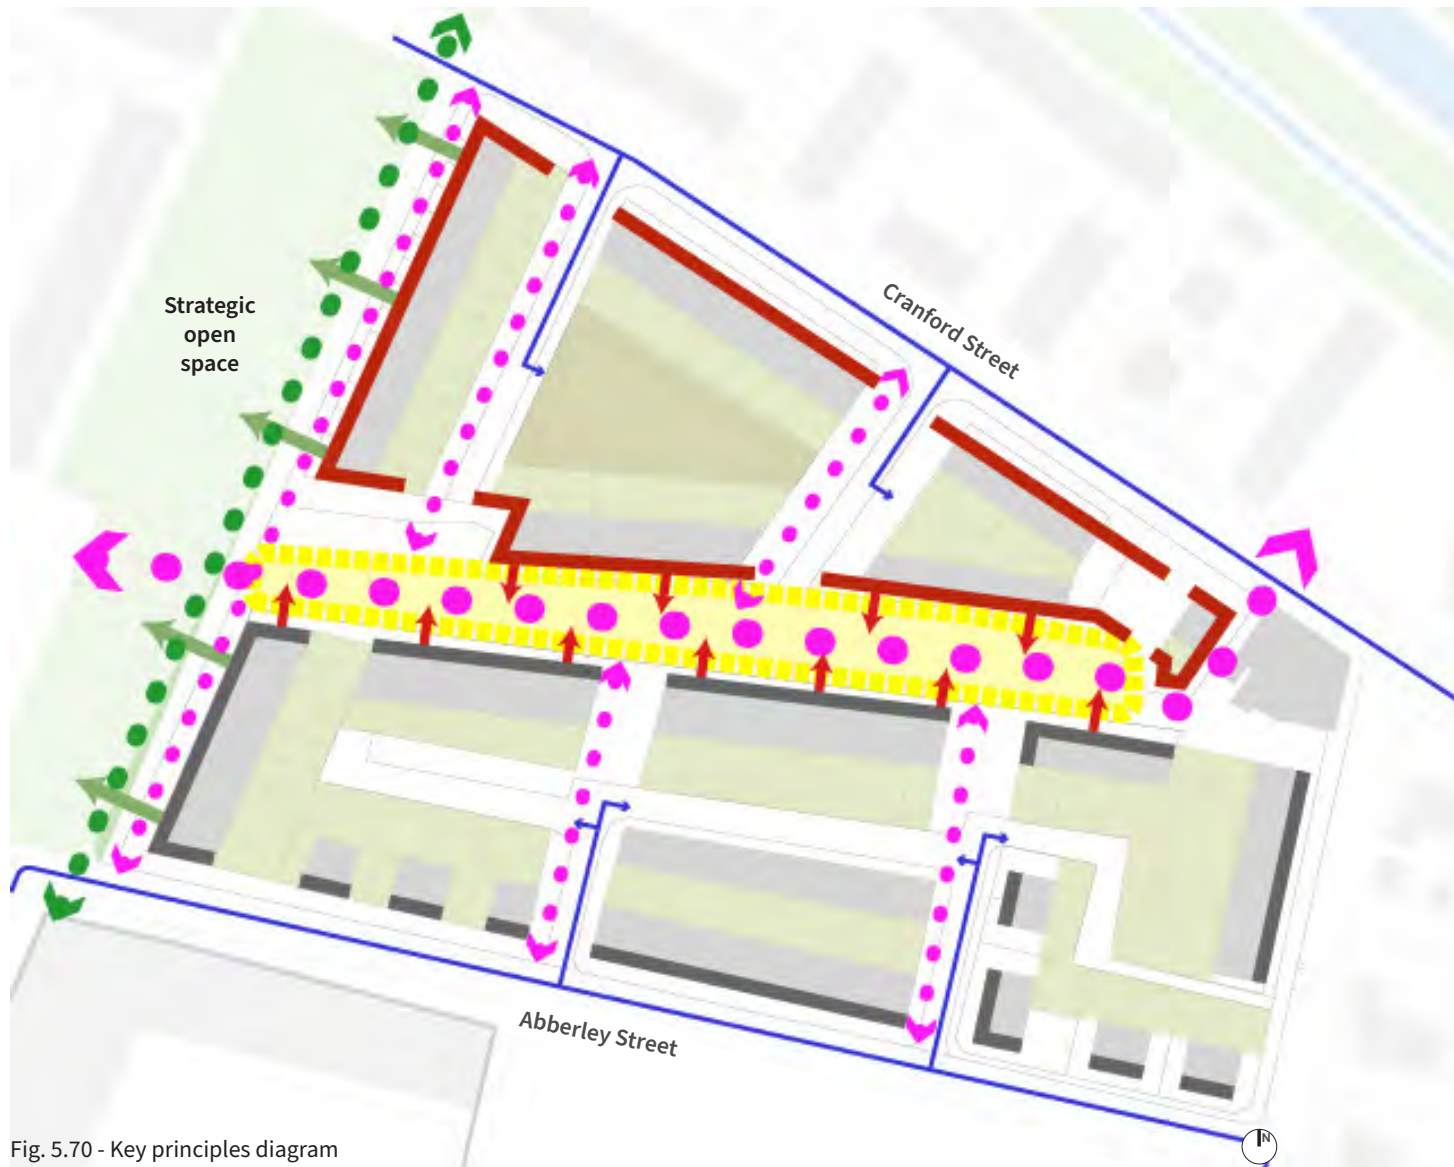 Strategic
open
space
Cranford Street
Abberley Street
N
Fig. 5.70 - Key principles diagram